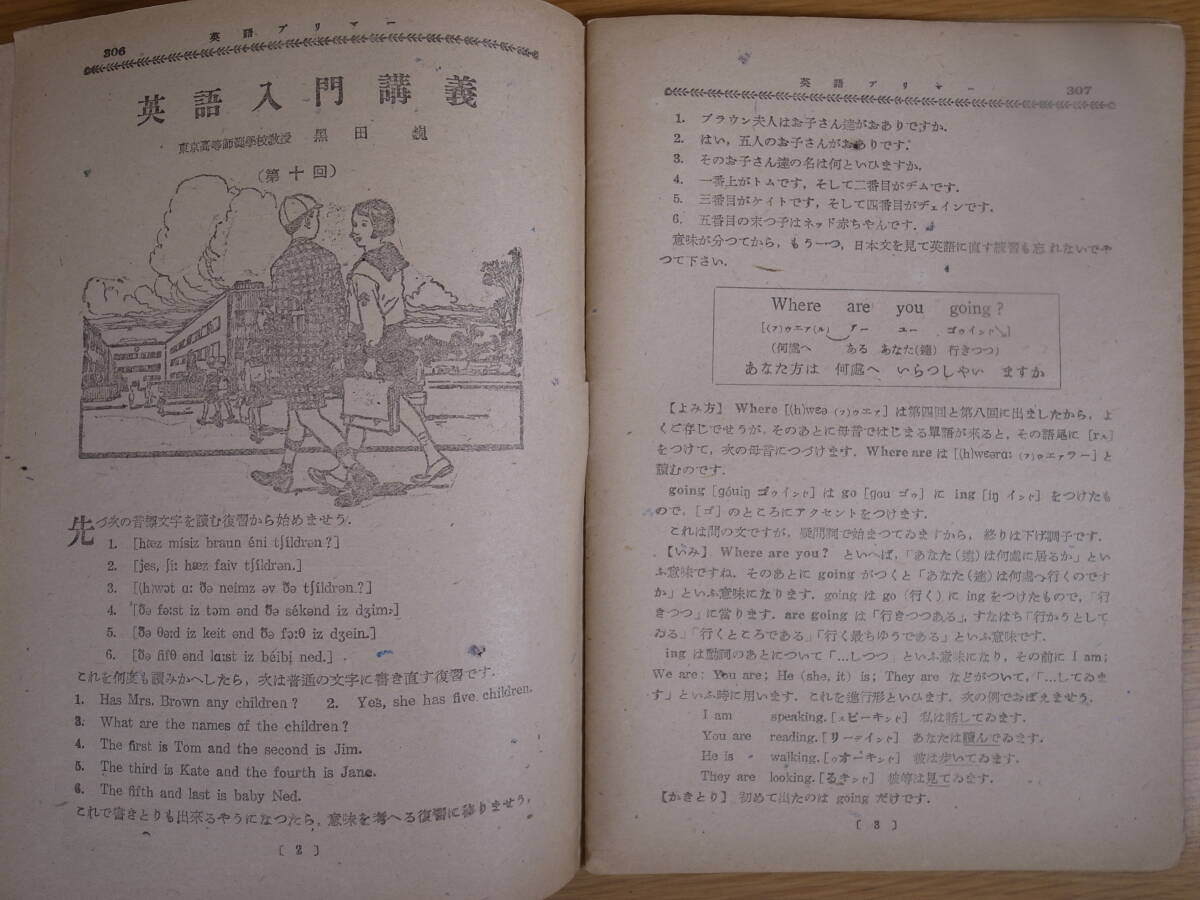 306
英語プリマー
英語入門講義
東京高等師範學校教授 黒田巍
(第十回)
先づ次の音標文字を讀む復習から始めませう.
1. [hæz mísiz braun éni tʃíldrən?]
2. [jes, ʃi: hæz faiv tʃíldrən.]
3. [(h)wɔt ɑ: ðə neimz əv ðə tʃíldrən?]
4. [ðə fə:st iz tɔm ənd ðə sékənd iz dʒim.]
5. [ðə θə:d iz keit ənd ðə fɔ:θ iz dʒein.]
6. [ðə fifθ ənd lɑ:st iz béibi ned.]
これを何度も讀みかへしたら, 次は普通の文字に書き直す復習です.
1. Has Mrs. Brown any children? 2. Yes, she has five children.
3. What are the names of the children?
4. The first is Tom and the second is Jim.
5. The third is Kate and the fourth is Jane.
6. The fifth and last is baby Ned.
これで書きとりも出來るやうになつたら, 意味を考へる復習に移りませう.
〔 2 〕
英語プリマー
307
1. ブラウン夫人はお子さん達がおありですか.
2. はい, 五人のお子さんがおありです.
3. そのお子さん達の名は何といひますか.
4. 一番上がトムです, そして二番目がヂムです.
5. 三番目がケイトです, そして四番目がヂェインです.
6. 五番目の末つ子はネッド赤ちやんです.
意味が分つてから, もう一つ, 日本文を見て英語に直す練習も忘れないでや
つて下さい.
Where are you going?
[(フ)ウエア(ル) アー ユー ゴウイング]
(何處へ ある あなた(達) 行きつつ)
あなた方は 何處へ いらつしやい ますか
【よみ方】 Where [(h)wɛə (フ)ウエア] は第四回と第八回に出ましたから, よ
くご存じでせうが, そのあとに母音ではじまる單語が來ると, その語尾に [rル]
をつけて, 次の母音につづけます. Where are は [(h)wɛərɑ: (フ)ウエアラー] と
讀むのです.
going [góuiŋ ゴウイング] は go [gou ゴウ] に ing [iŋ イング] をつけたも
ので, [ゴ] のところにアクセントをつけます.
これは問の文ですが, 疑問詞で始まつてゐますから, 終りは下げ調子です.
【いみ】 Where are you? といへば, 「あなた(達)は何處に居るか」とい
ふ意味ですね. そのあとに going がつくと「あなた(達)は何處へ行くのです
か」といふ意味になります. going は go (行く) に ing をつけたもので, 「行
きつつ」に當ります. are going は「行きつつある」, すなはち「行かうとして
ゐる」「行くところである」「行く最ちゆうである」といふ意味です.
ing は動詞のあとについて「…しつつ」といふ意味になり, その前に I am;
We are; You are; He (she, it) is; They are などがついて, 「…してゐま
す」といふ時に用います. これを進行形といひます. 次の例でおぼえませう.
I am speaking. [スピーキング] 私は話してゐます.
You are reading. [リーディング] あなたは讀んでゐます.
He is walking. [ウオーキング] 彼は歩いてゐます.
They are looking. [るキング] 彼等は見てゐます.
【かきとり】 初めて出たのは going だけです.
〔 3 〕